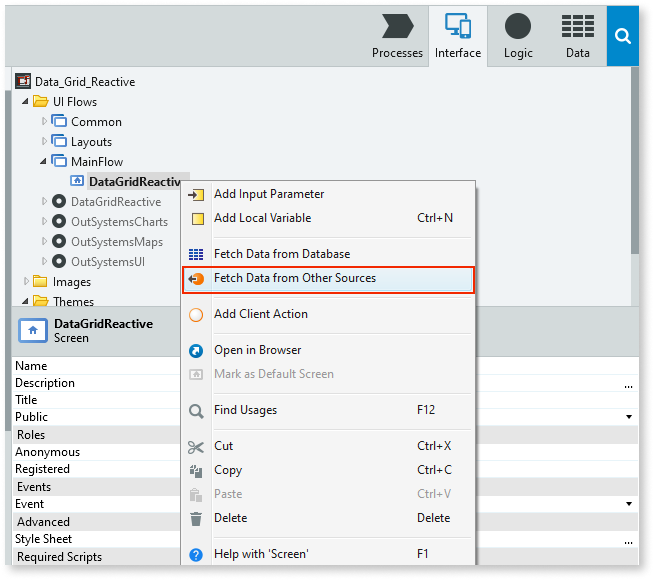 Processes Interface Logic Data
Data_Grid_Reactive
UI Flows
Common
Layouts
MainFlow
DataGridReactiv
DataGridReactive
OutSystemsCharts
OutSystemsMaps
OutSystemsUI
Images
Themes
Add Input Parameter
Add Local Variable Ctrl+N
Fetch Data from Database
Fetch Data from Other Sources
Add Client Action
Open in Browser
Mark as Default Screen
Find Usages F12
Cut Ctrl+X
Copy Ctrl+C
Paste Ctrl+V
Delete Delete
Help with 'Screen' F1
DataGridReactive
Screen
Name
Description ...
Title
Public
Roles
Anonymous
Registered
Events
Event
Advanced
Style Sheet ...
Required Scripts